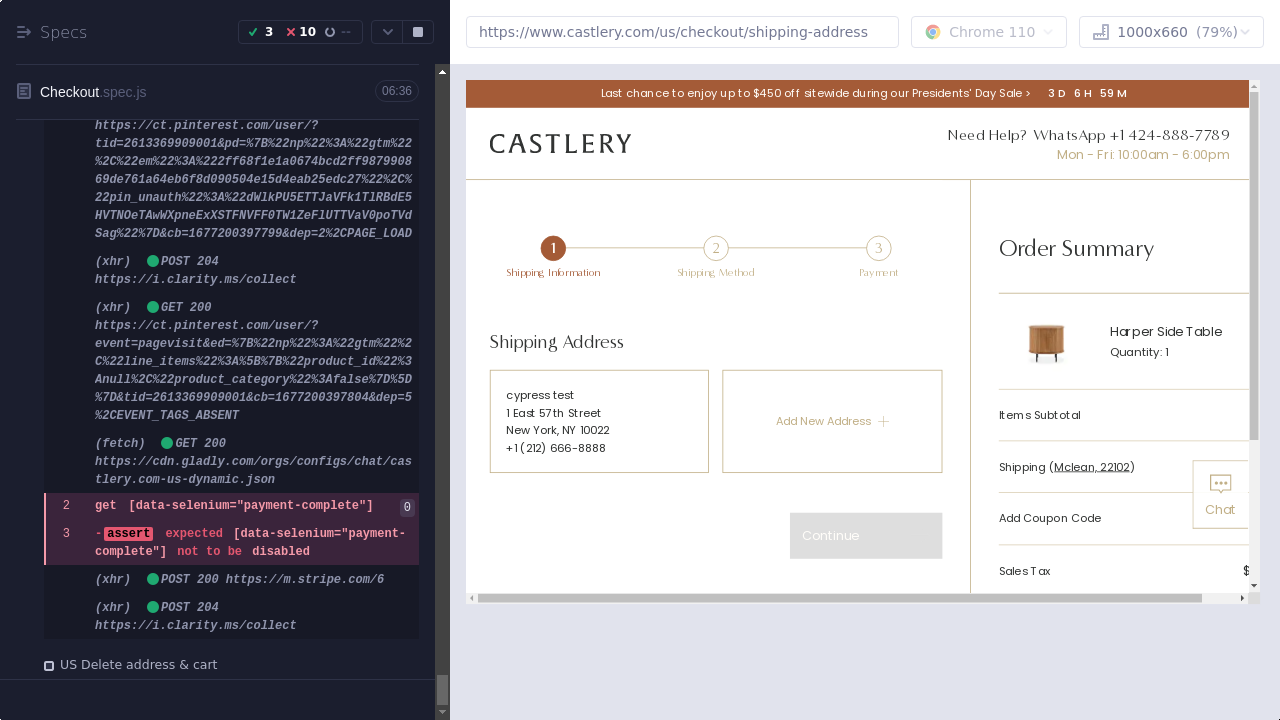 Specs
3
10
--
Checkout.spec.js
06:36
https://ct.pinterest.com/user/?
tid=2613369909001&pd=%7B%22np%22%3A%22gtm%22
%2C%22em%22%3A%222ff68f1e1a0674bcd2ff9879908
69de761a64eb6f8d090504e15d4eab25edc27%22%2C%
22pin_unauth%22%3A%22dWlkPU5ETTJaVFk1TlRBdE5
HVTNOeTAwWXpneExXSTFNVFF0TW1ZeFlUTTVaV0poTVd
Sag%22%7D&cb=1677200397799&dep=2%2CPAGE_LOAD
(xhr) POST 204
https://i.clarity.ms/collect
(xhr) GET 200
https://ct.pinterest.com/user/?
event=pagevisit&ed=%7B%22np%22%3A%22gtm%22%2
C%22line_items%22%3A%5B%7B%22product_id%22%3
Anull%2C%22product_category%22%3Afalse%7D%5D
%7D&tid=2613369909001&cb=1677200397804&dep=5
%2CEVENT_TAGS_ABSENT
(fetch) GET 200
https://cdn.gladly.com/orgs/configs/chat/cas
tlery.com-us-dynamic.json
2 get [data-selenium="payment-complete"] 0
3 -assert expected [data-selenium="payment-
complete"] not to be disabled
(xhr) POST 200 https://m.stripe.com/6
(xhr) POST 204
https://i.clarity.ms/collect
US Delete address & cart
https://www.castlery.com/us/checkout/shipping-address
Chrome 110
1000x660 (79%)
Last chance to enjoy up to $450 off sitewide during our Presidents' Day Sale > 3 D 6 H 59 M
CASTLERY
Need Help? WhatsApp +1 424-888-7789
Mon - Fri: 10:00am - 6:00pm
1
2
3
Shipping Information
Shipping Method
Payment
Shipping Address
cypress test
1 East 57th Street
New York, NY 10022
+1 (212) 666-8888
Add New Address
Continue
Order Summary
Harper Side Table
Quantity: 1
Items Subtotal
Shipping (Mclean, 22102)
Add Coupon Code
Sales Tax
$
Chat